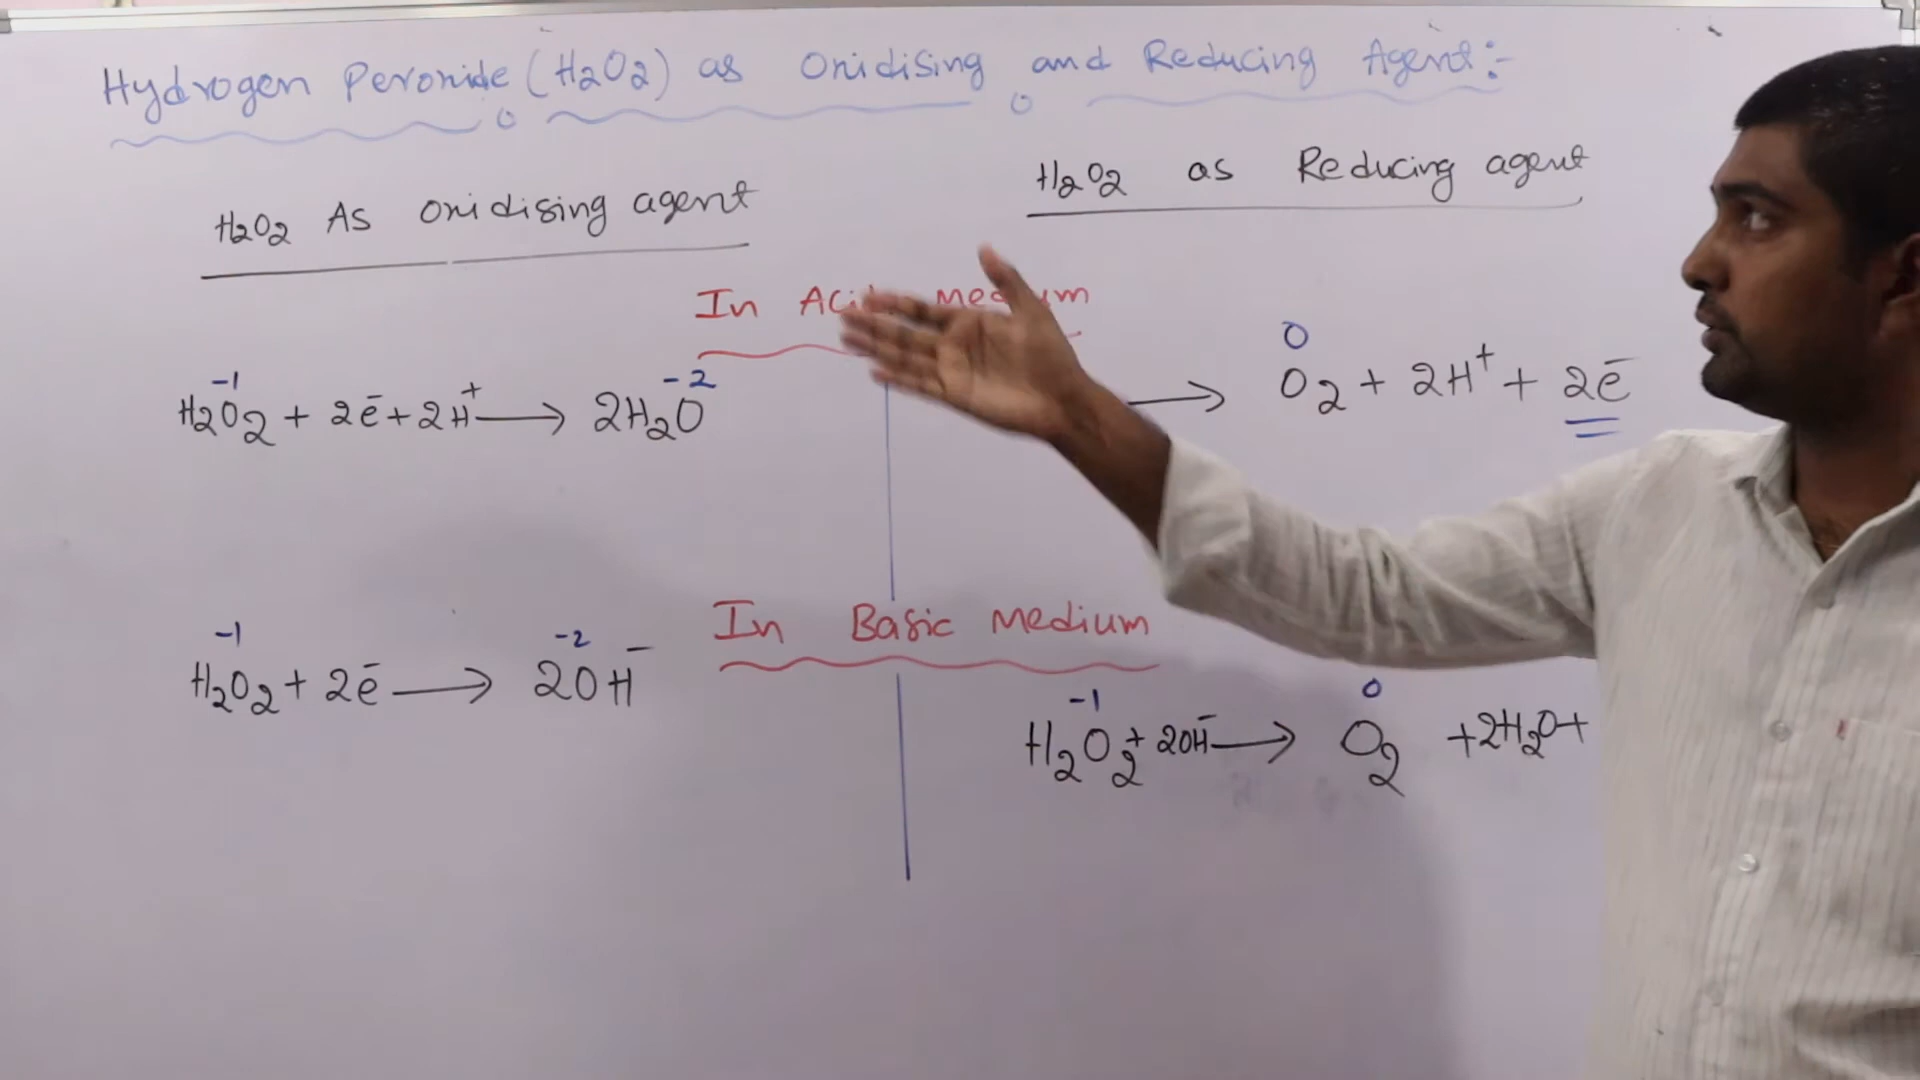 Hydrogen Peroxide (H2O2) as Oxidising and Reducing Agent:-
H2O2 As oxidising agent
H2O2 as Reducing agent
In Medium
-1 -2
H2O2 + 2e⁻ + 2H⁺ → 2H2O
0
→ O2 + 2H⁺ + 2e⁻
In Basic Medium
-1 -2
H2O2 + 2e⁻ → 2OH⁻
-1 0
H2O2 + 2OH⁻ → O2 + 2H2O +